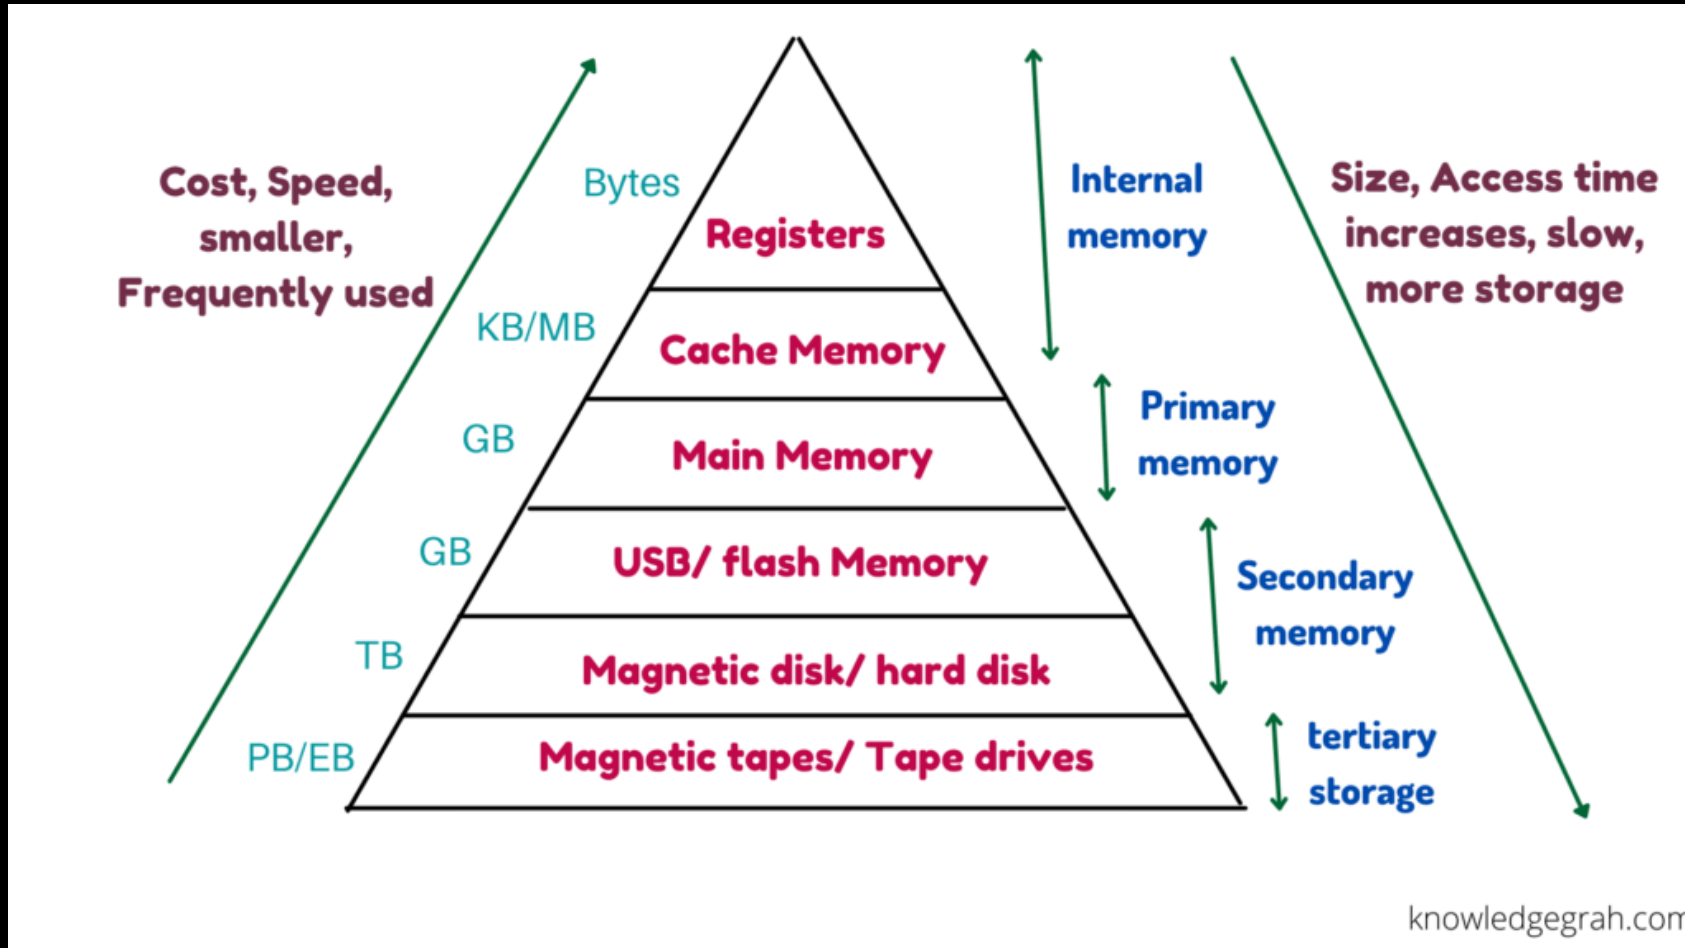 Cost, Speed,
smaller,
Frequently used
Bytes
KB/MB
GB
GB
TB
PB/EB
Registers
Cache Memory
Main Memory
USB/ flash Memory
Magnetic disk/ hard disk
Magnetic tapes/ Tape drives
Internal
memory
Primary
memory
Secondary
memory
tertiary
storage
Size, Access time
increases, slow,
more storage
knowledgegrah.com